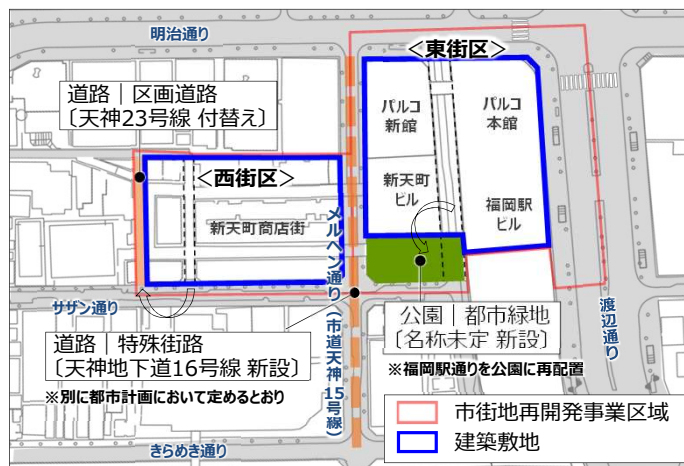 明治通り
<東街区>
道路｜区画道路
〔天神23号線 付替え〕
パルコ
新館
パルコ
本館
<西街区>
新天町
ビル
福岡駅
ビル
新天町商店街
メルヘン通り(市道天神15号線)
サザン通り
渡辺通り
道路｜特殊街路
〔天神地下道16号線 新設〕
※別に都市計画において定めるとおり
公園｜都市緑地
〔名称未定 新設〕
※福岡駅通りを公園に再配置
市街地再開発事業区域
建築敷地
きらめき通り